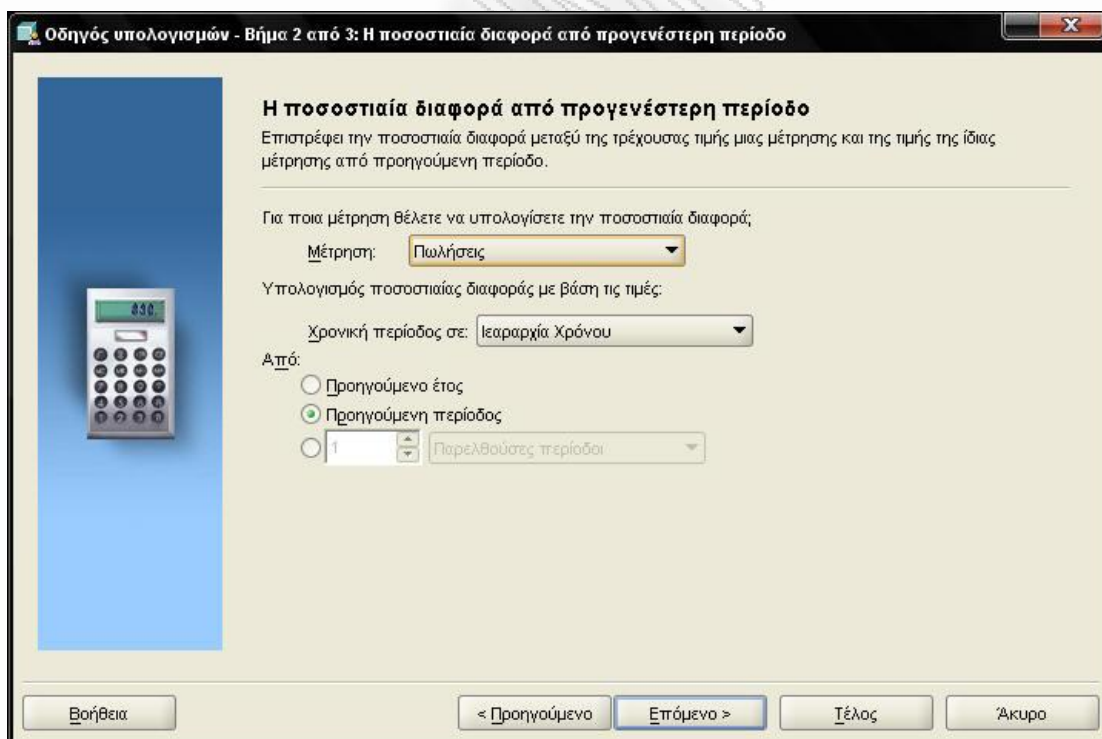 Οδηγός υπολογισμών - Βήμα 2 από 3: Η ποσοστιαία διαφορά από προγενέστερη περίοδο
Η ποσοστιαία διαφορά από προγενέστερη περίοδο
Επιστρέφει την ποσοστιαία διαφορά μεταξύ της τρέχουσας τιμής μιας μέτρησης και της τιμής της ίδιας
μέτρησης από προηγούμενη περίοδο.
Για ποια μέτρηση θέλετε να υπολογίσετε την ποσοστιαία διαφορά;
Μέτρηση: Πωλήσεις
Υπολογισμός ποσοστιαίας διαφοράς με βάση τις τιμές:
Χρονική περίοδος σε: Ιεαραρχία Χρόνου
Από:
Προηγούμενο έτος
Προηγούμενη περίοδος
1 Παρελθούσες περίοδοι
Βοήθεια < Προηγούμενο Επόμενο > Τέλος Άκυρο